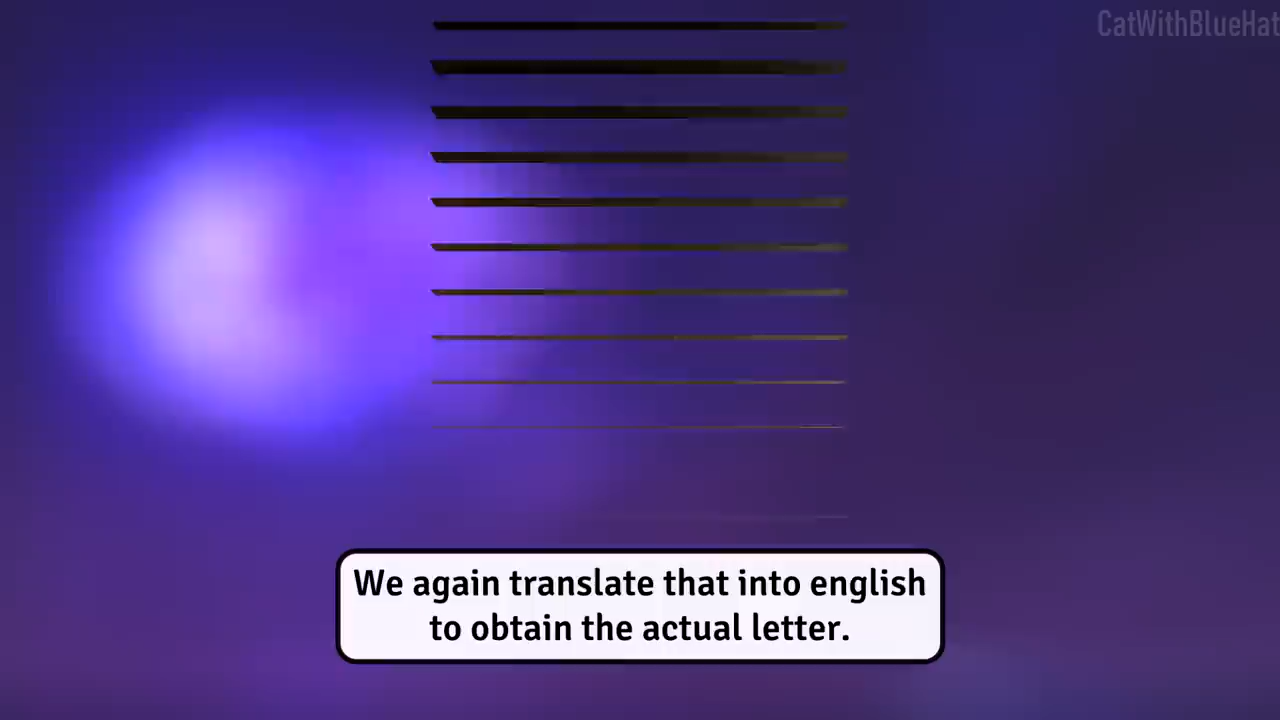 CatWithBlueHat
We again translate that into english
to obtain the actual letter.